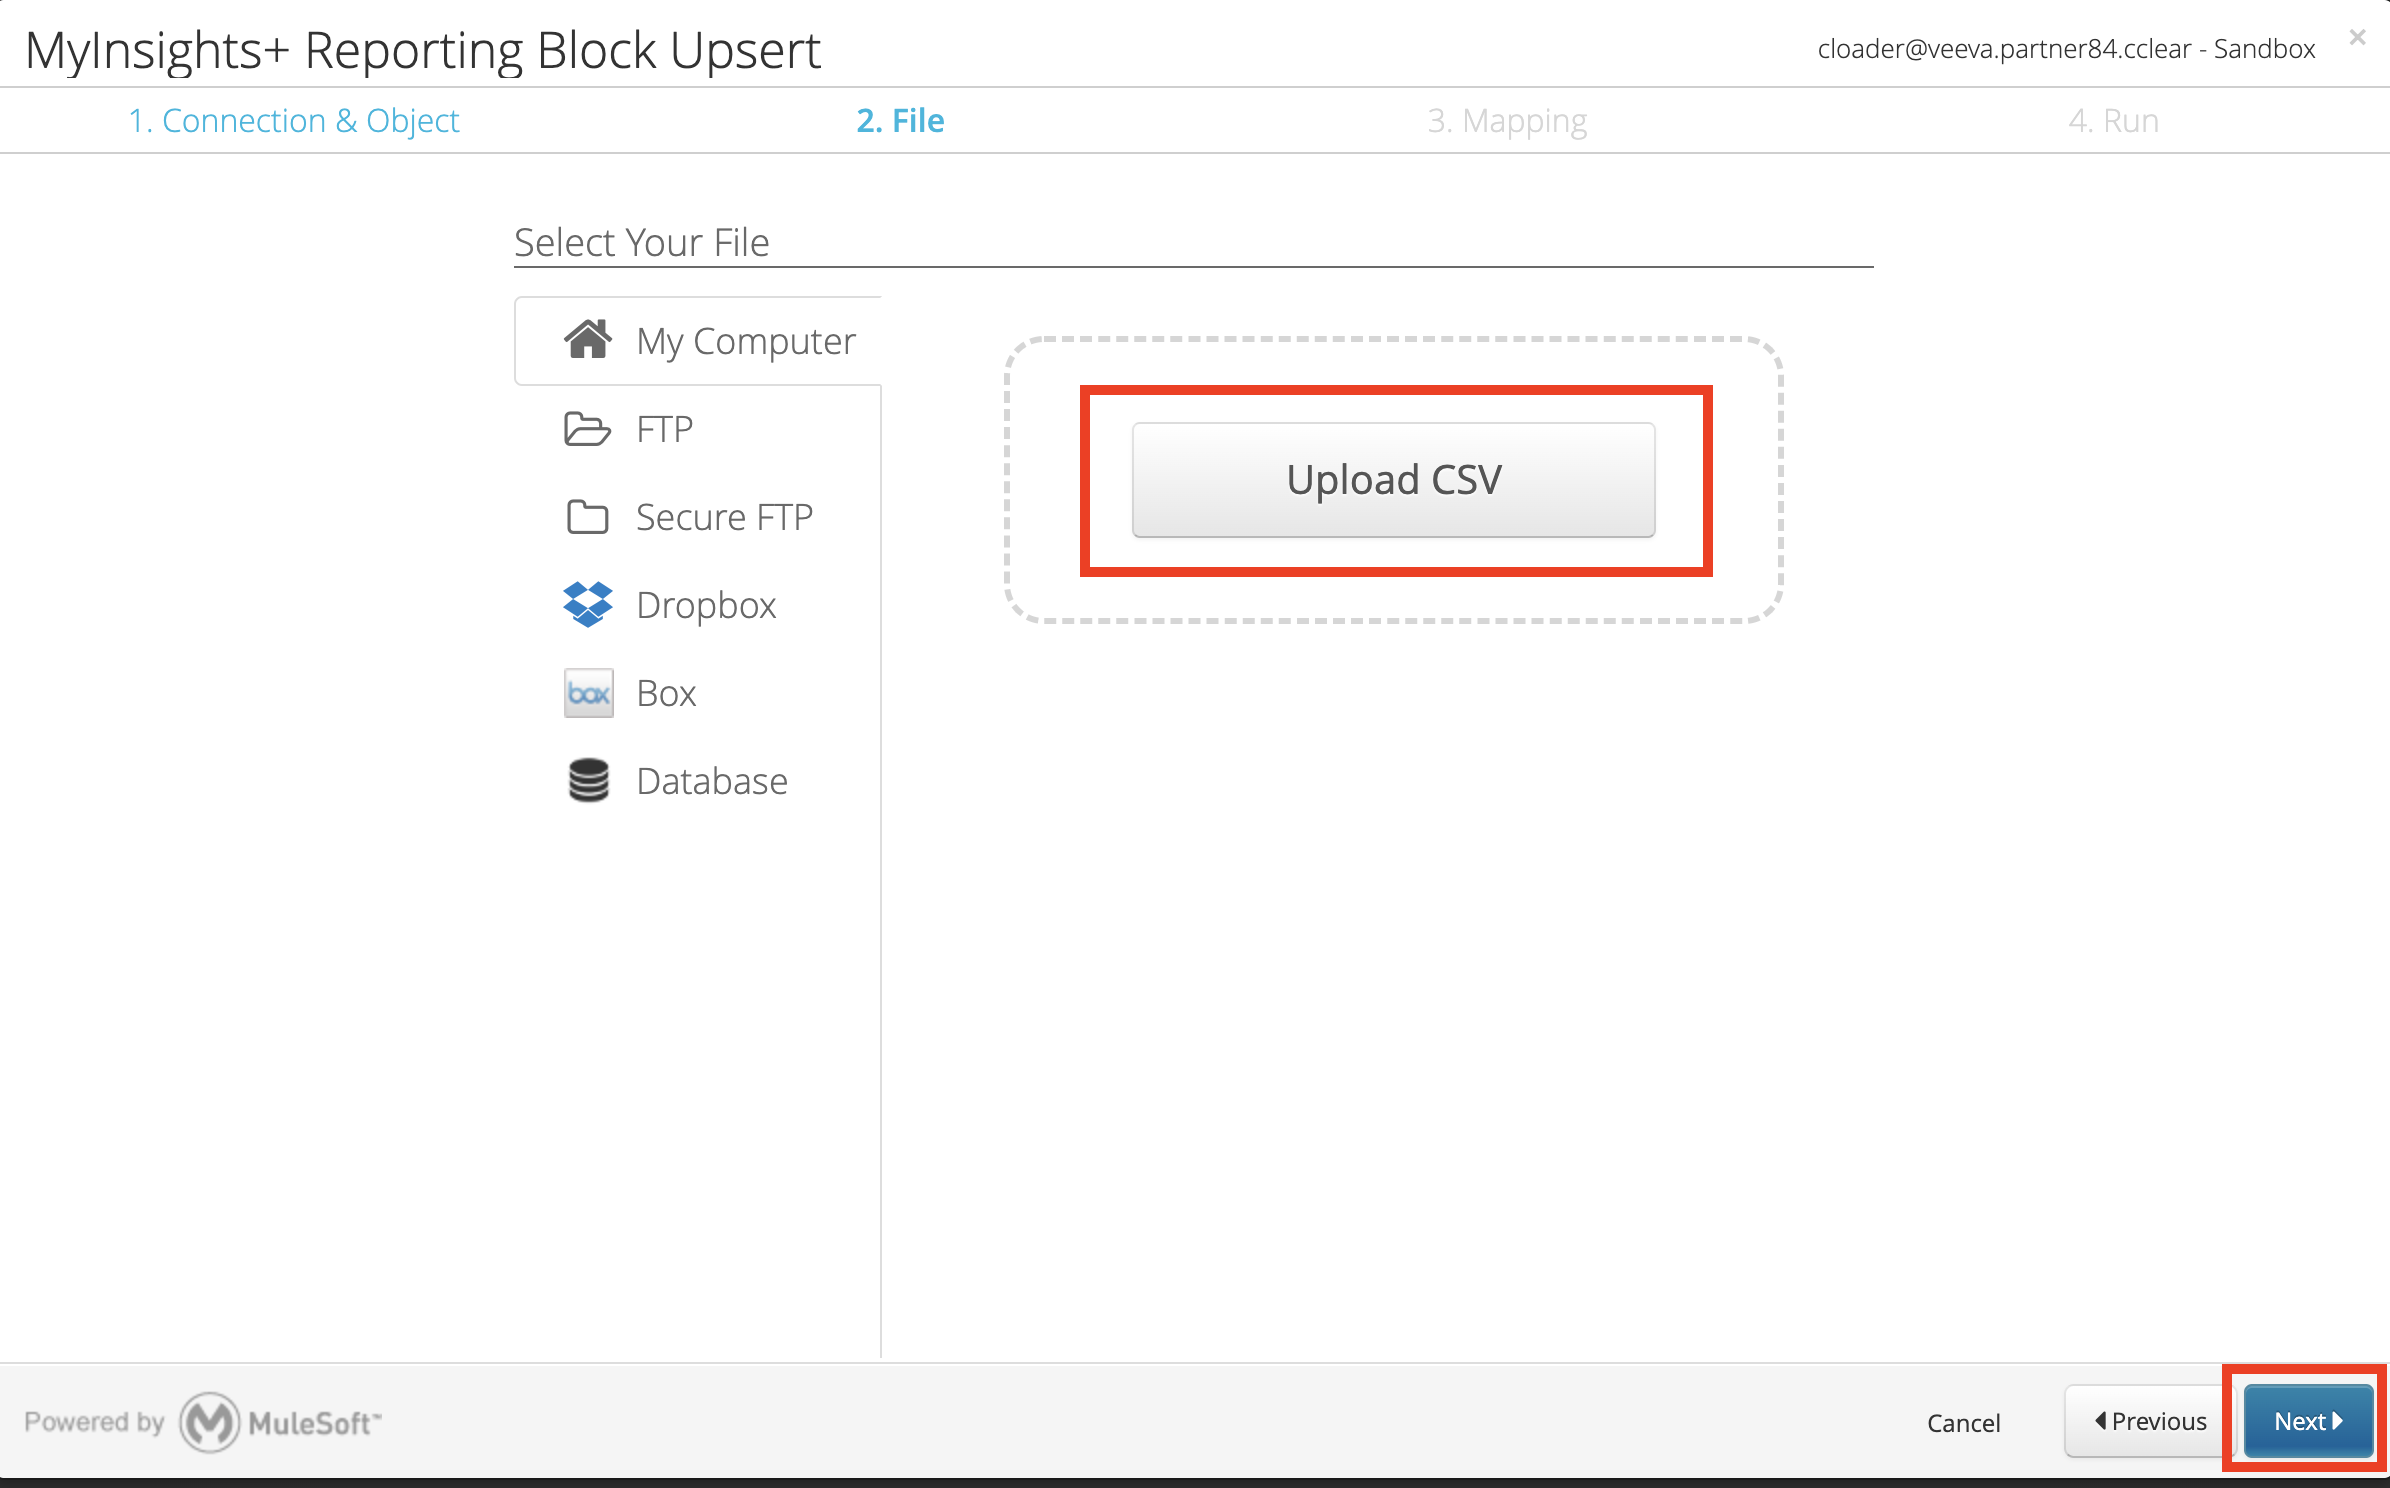 MyInsights+ Reporting Block Upsert
cloader@veeva.partner84.cclear - Sandbox
×
1. Connection & Object
2. File
3. Mapping
4. Run
Select Your File
My Computer
FTP
Secure FTP
Dropbox
box Box
Database
Upload CSV
Powered by MuleSoft™
Cancel
Previous
Next